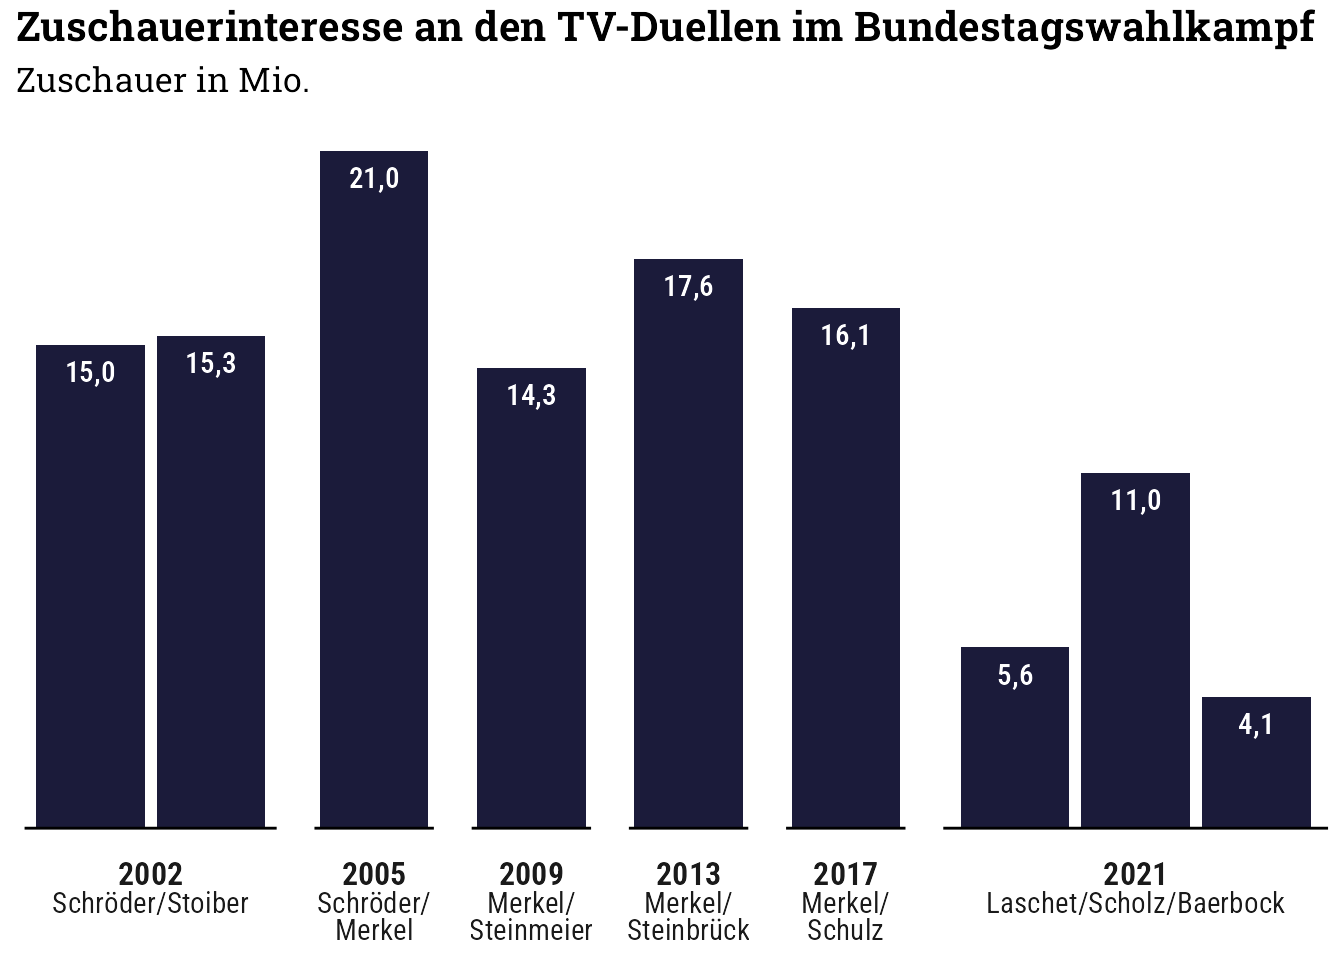 Zuschauerinteresse an den TV-Duellen im Bundestagswahlkampf
Zuschauer in Mio.
15,0
15,3
21,0
14,3
17,6
16,1
5,6
11,0
4,1
2002
Schröder/Stoiber
2005
Schröder/
Merkel
2009
Merkel/
Steinmeier
2013
Merkel/
Steinbrück
2017
Merkel/
Schulz
2021
Laschet/Scholz/Baerbock